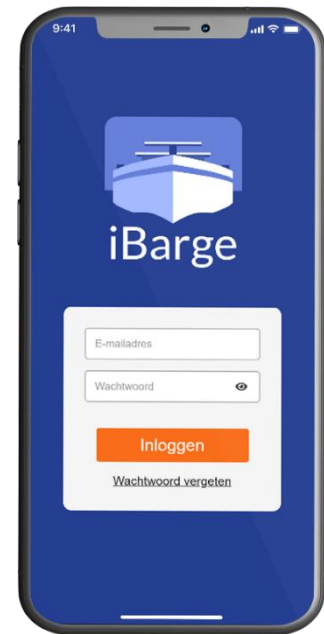 9:41
iBarge
E-mailadres
Wachtwoord
Inloggen
Wachtwoord vergeten